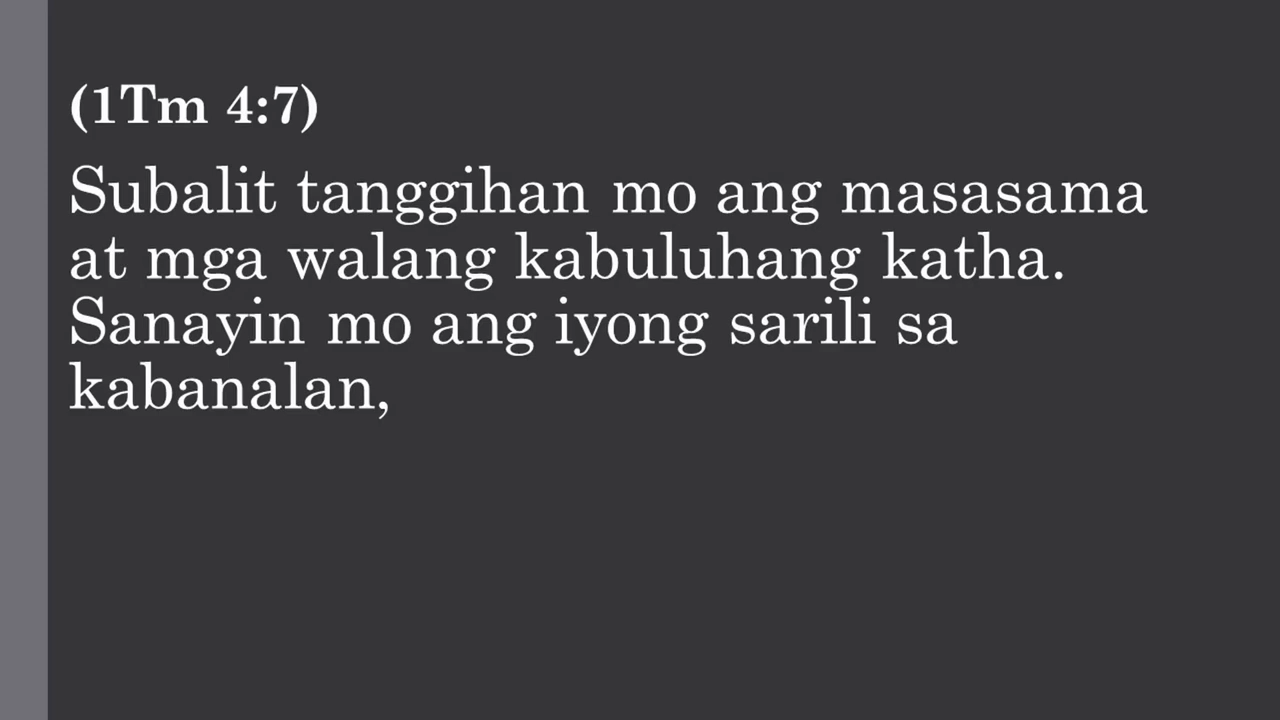 (1Tm 4:7)
Subalit tanggihan mo ang masasama
at mga walang kabuluhang katha.
Sanayin mo ang iyong sarili sa
kabanalan,